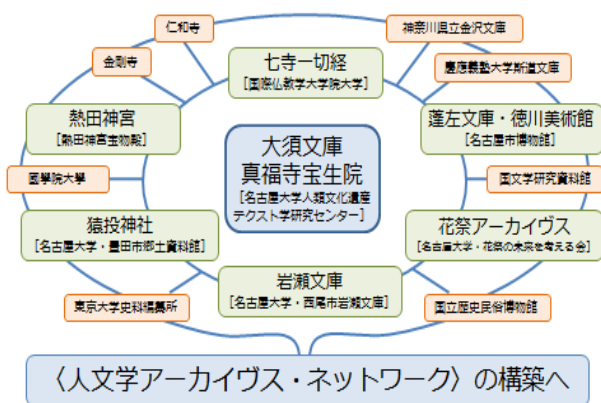 仁和寺
神奈川県立金沢文庫
金剛寺
七寺一切経
[国際仏教学大学院大学]
慶應義塾大学斯道文庫
熱田神宮
[熱田神宮宝物殿]
大須文庫
真福寺宝生院
[名古屋大学人類文化遺産
テクスト学研究センター]
蓬左文庫・徳川美術館
[名古屋市博物館]
國學院大學
国文学研究資料館
猿投神社
[名古屋大学・豊田市郷土資料館]
花祭アーカイヴス
[名古屋大学・花祭の未来を考える会]
岩瀬文庫
[名古屋大学・西尾市岩瀬文庫]
東京大学史料編纂所
国立歴史民俗博物館
〈人文学アーカイヴス・ネットワーク〉の構築へ